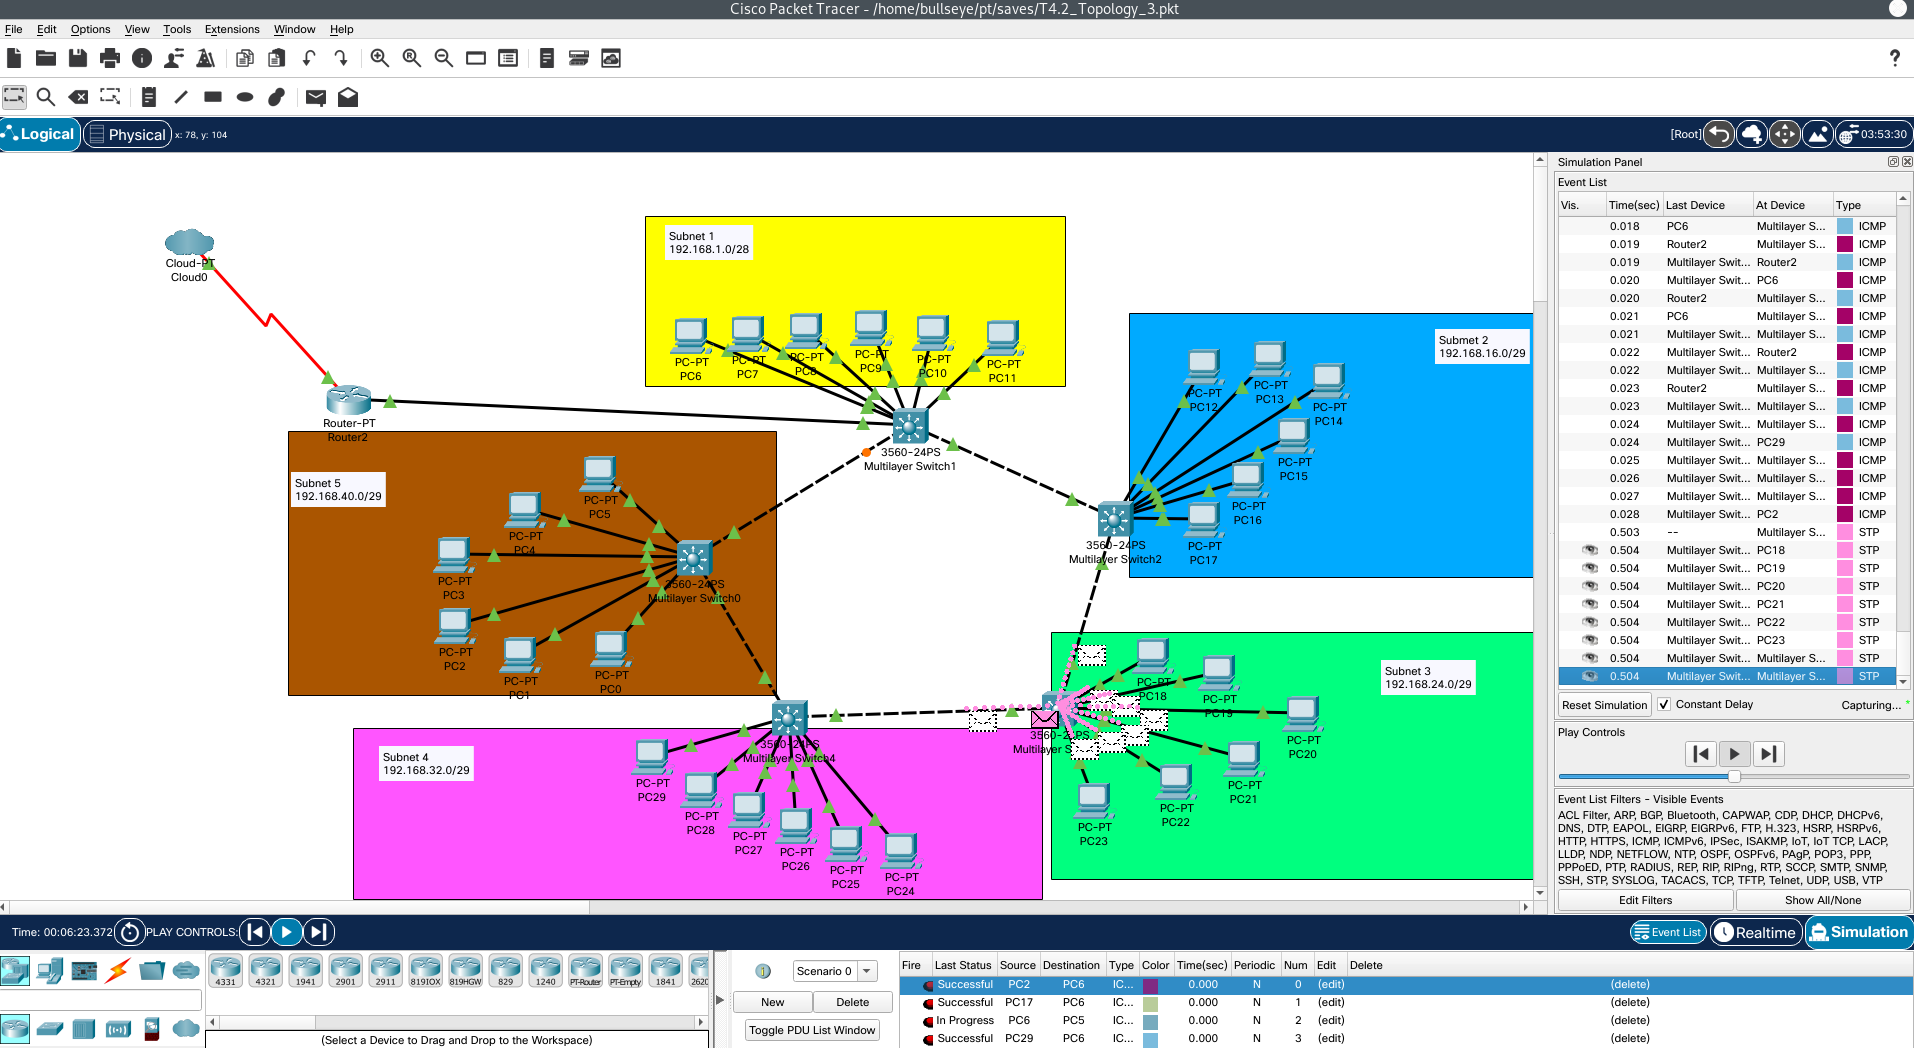 Cisco Packet Tracer - /home/bullseye/pt/saves/T4.2_Topology_3.pkt
File Edit Options View Tools Extensions Window Help
?
Logical Physical x: 78, y: 104 [Root] 03:53:30
Cloud-PT
Cloud0
Router-PT
Router2
Subnet 1
192.168.1.0/28
PC-PT
PC6
PC-PT
PC7
PC-PT
PC8
PC-PT
PC9
PC-PT
PC10
PC-PT
PC11
3560-24PS
Multilayer Switch1
Subnet 2
192.168.16.0/29
PC-PT
PC12
PC-PT
PC13
PC-PT
PC14
PC-PT
PC15
PC-PT
PC16
PC-PT
PC17
3560-24PS
Multilayer Switch2
Subnet 5
192.168.40.0/29
PC-PT
PC5
PC-PT
PC4
PC-PT
PC3
PC-PT
PC2
PC-PT
PC1
PC-PT
PC0
3560-24PS
Multilayer Switch0
Subnet 3
192.168.24.0/29
PC-PT
PC18
PC-PT
PC19
PC-PT
PC20
PC-PT
PC21
PC-PT
PC22
PC-PT
PC23
3560-2
Multilayer S
Subnet 4
192.168.32.0/29
3560-24PS
Multilayer Switch4
PC-PT
PC29
PC-PT
PC28
PC-PT
PC27
PC-PT
PC26
PC-PT
PC25
PC-PT
PC24
Simulation Panel
Event List
Vis. Time(sec) Last Device At Device Type
0.018 PC6 Multilayer S... ICMP
0.019 Router2 Multilayer S... ICMP
0.019 Multilayer Swit... Router2 ICMP
0.020 Multilayer Swit... PC6 ICMP
0.020 Router2 Multilayer S... ICMP
0.021 PC6 Multilayer S... ICMP
0.021 Multilayer Swit... Multilayer S... ICMP
0.022 Multilayer Swit... Router2 ICMP
0.022 Multilayer Swit... Multilayer S... ICMP
0.023 Router2 Multilayer S... ICMP
0.023 Multilayer Swit... Multilayer S... ICMP
0.024 Multilayer Swit... Multilayer S... ICMP
0.024 Multilayer Swit... PC29 ICMP
0.025 Multilayer Swit... Multilayer S... ICMP
0.026 Multilayer Swit... Multilayer S... ICMP
0.027 Multilayer Swit... Multilayer S... ICMP
0.028 Multilayer Swit... PC2 ICMP
0.503 -- Multilayer S... STP
0.504 Multilayer Swit... PC18 STP
0.504 Multilayer Swit... PC19 STP
0.504 Multilayer Swit... PC20 STP
0.504 Multilayer Swit... PC21 STP
0.504 Multilayer Swit... PC22 STP
0.504 Multilayer Swit... PC23 STP
0.504 Multilayer Swit... Multilayer S... STP
0.504 Multilayer Swit... Multilayer S... STP
Reset Simulation Constant Delay Capturing... *
Play Controls
Event List Filters - Visible Events
ACL Filter, ARP, BGP, Bluetooth, CAPWAP, CDP, DHCP, DHCPv6,
DNS, DTP, EAPOL, EIGRP, EIGRPv6, FTP, H.323, HSRP, HSRPv6,
HTTP, HTTPS, ICMP, ICMPv6, IPSec, ISAKMP, IoT, IoT TCP, LACP,
LLDP, NDP, NETFLOW, NTP, OSPF, OSPFv6, PAgP, POP3, PPP,
PPPoED, PTP, RADIUS, REP, RIP, RIPng, RTP, SCCP, SMTP, SNMP,
SSH, STP, SYSLOG, TACACS, TCP, TFTP, Telnet, UDP, USB, VTP
Edit Filters Show All/None
Time: 00:06:23.372 PLAY CONTROLS: Event List Realtime Simulation
4331 4321 1941 2901 2911 819IOX 819HGW 829 1240 PT-Router PT-Empty 1841 2620
(Select a Device to Drag and Drop to the Workspace)
Scenario 0
New Delete
Toggle PDU List Window
Fire Last Status Source Destination Type Color Time(sec) Periodic Num Edit Delete
Successful PC2 PC6 IC... 0.000 N 0 (edit) (delete)
Successful PC17 PC6 IC... 0.000 N 1 (edit) (delete)
In Progress PC6 PC5 IC... 0.000 N 2 (edit) (delete)
Successful PC29 PC6 IC... 0.000 N 3 (edit) (delete)